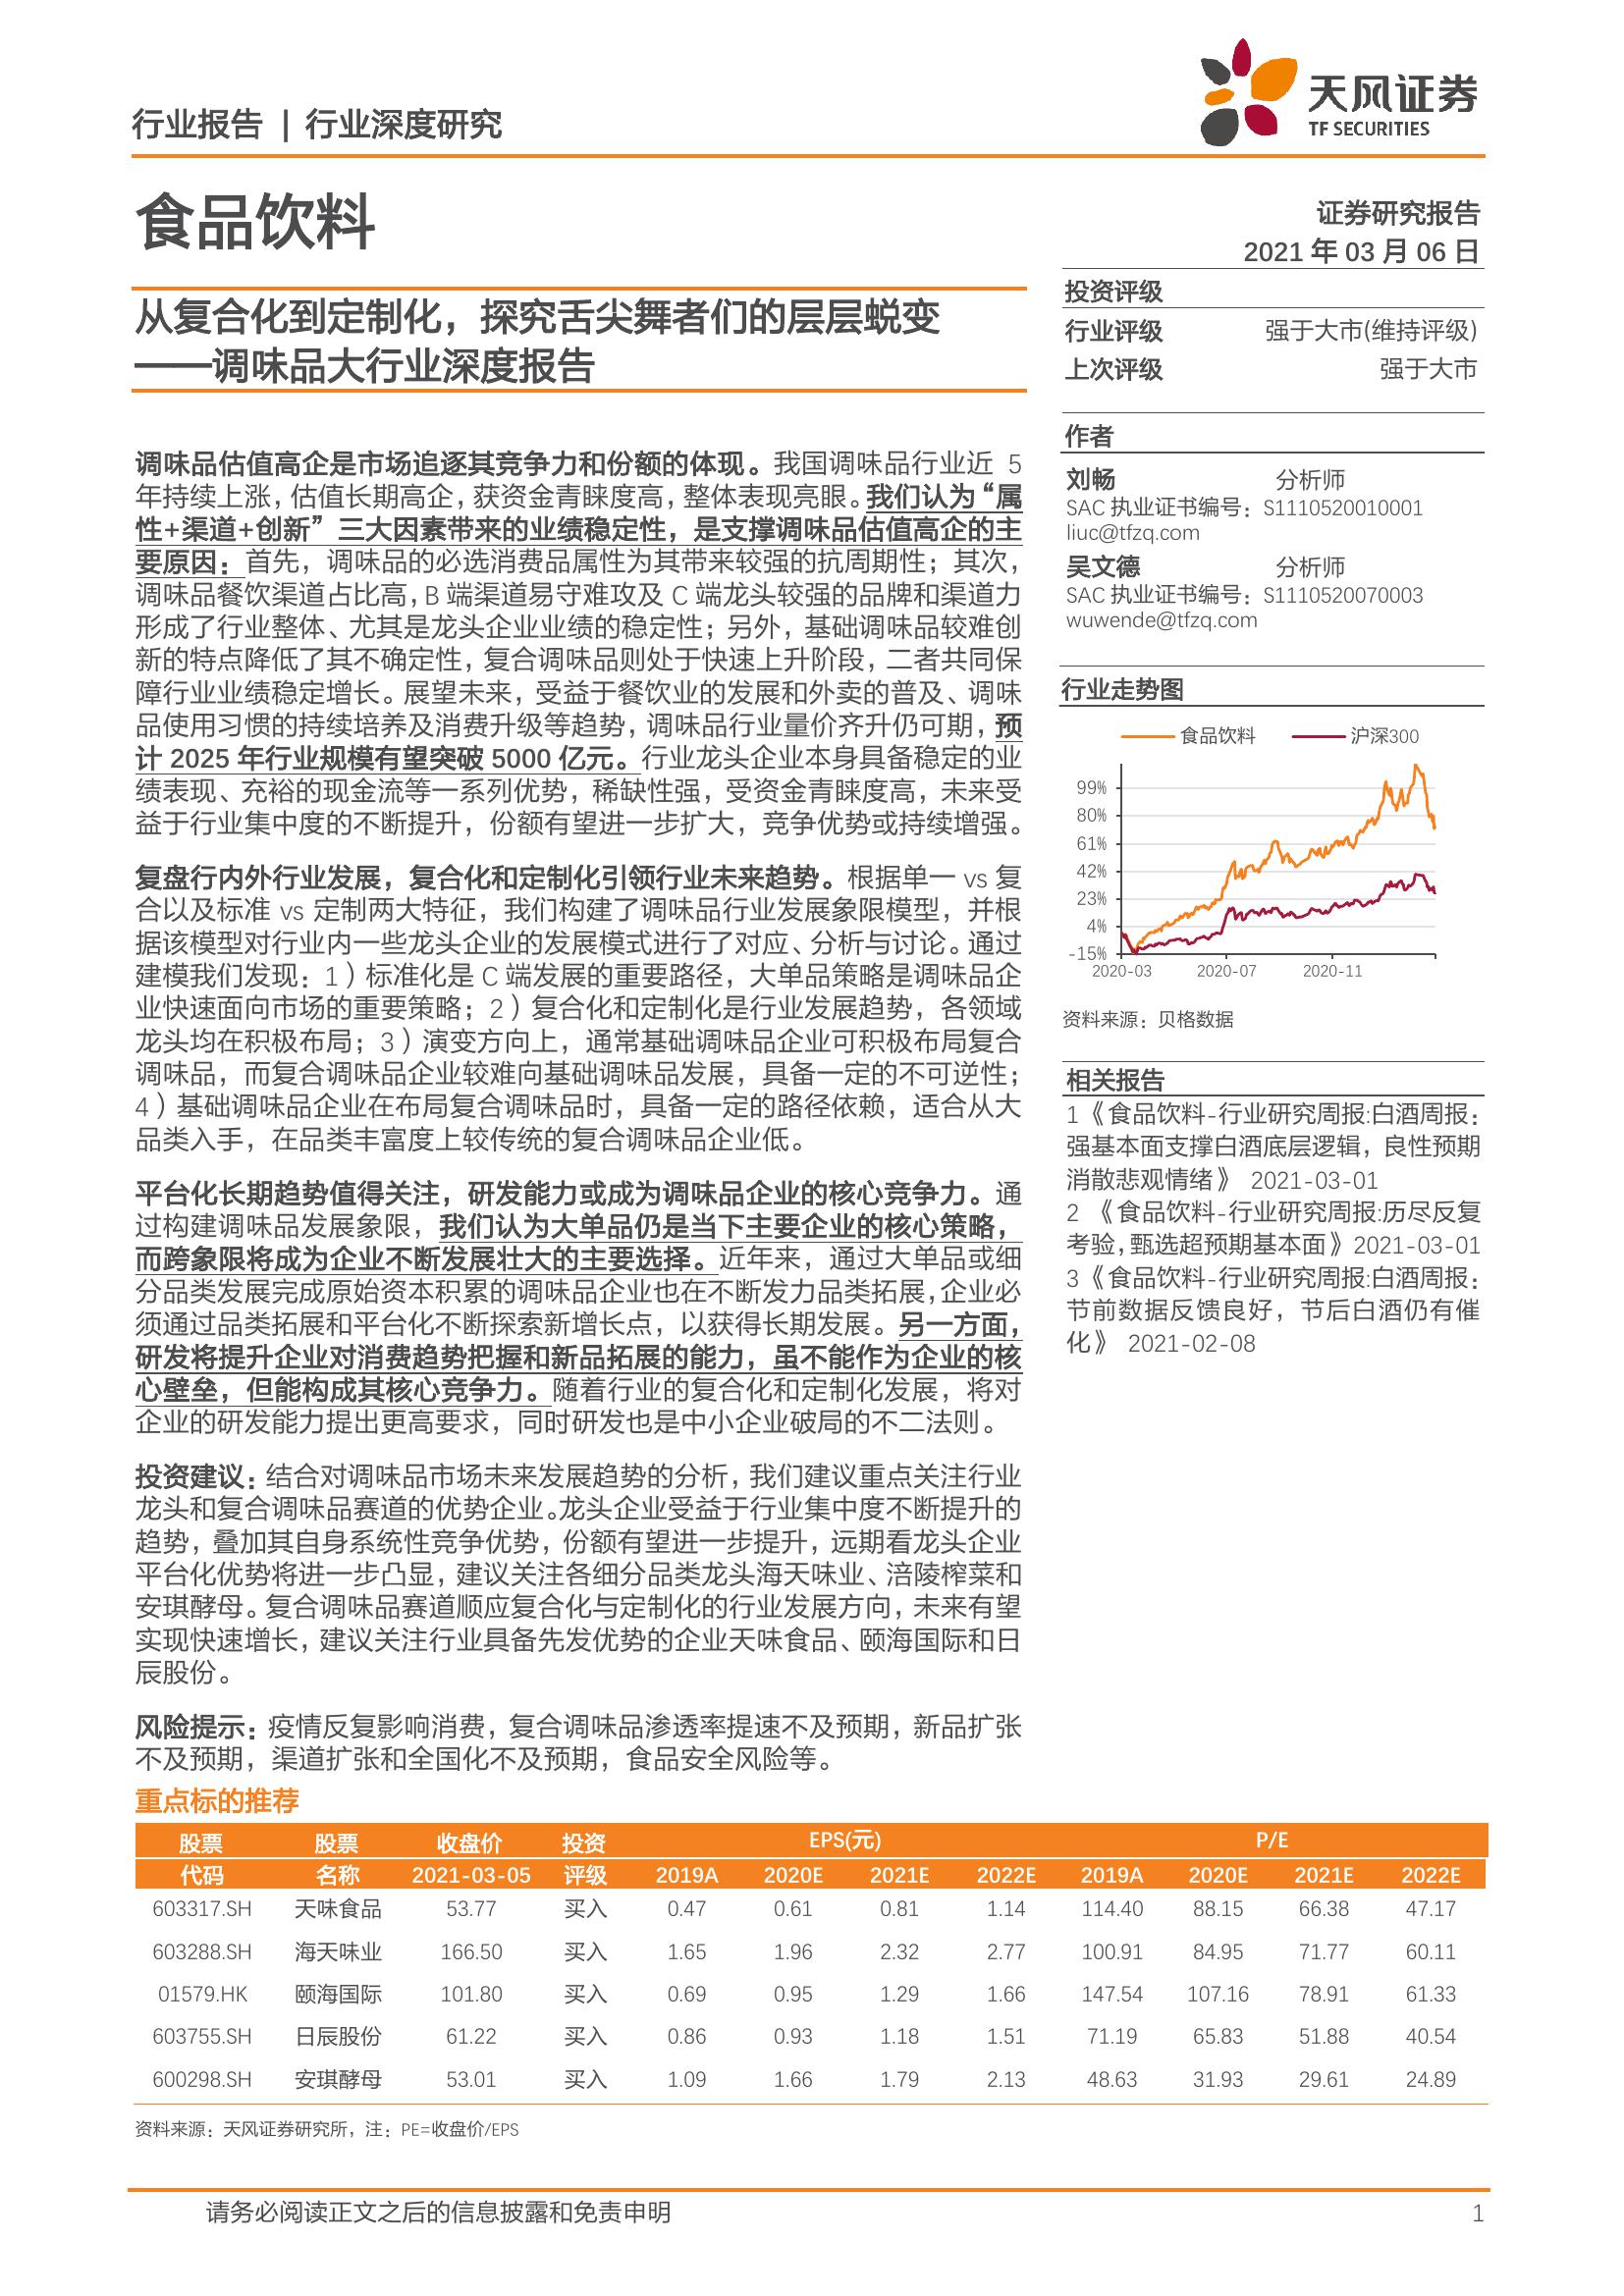 行业报告 | 行业深度研究
天风证券
TF SECURITIES
食品饮料
证券研究报告
2021 年 03 月 06 日
从复合化到定制化，探究舌尖舞者们的层层蜕变
——调味品大行业深度报告
调味品估值高企是市场追逐其竞争力和份额的体现。我国调味品行业近 5
年持续上涨，估值长期高企，获资金青睐度高，整体表现亮眼。我们认为“属
性+渠道+创新”三大因素带来的业绩稳定性，是支撑调味品估值高企的主
要原因：首先，调味品的必选消费品属性为其带来较强的抗周期性；其次，
调味品餐饮渠道占比高，B 端渠道易守难攻及 C 端龙头较强的品牌和渠道力
形成了行业整体、尤其是龙头企业业绩的稳定性；另外，基础调味品较难创
新的特点降低了其不确定性，复合调味品则处于快速上升阶段，二者共同保
障行业业绩稳定增长。展望未来，受益于餐饮业的发展和外卖的普及、调味
品使用习惯的持续培养及消费升级等趋势，调味品行业量价齐升仍可期，预
计 2025 年行业规模有望突破 5000 亿元。行业龙头企业本身具备稳定的业
绩表现、充裕的现金流等一系列优势，稀缺性强，受资金青睐度高，未来受
益于行业集中度的不断提升，份额有望进一步扩大，竞争优势或持续增强。
复盘行内外行业发展，复合化和定制化引领行业未来趋势。根据单一 vs 复
合以及标准 vs 定制两大特征，我们构建了调味品行业发展象限模型，并根
据该模型对行业内一些龙头企业的发展模式进行了对应、分析与讨论。通过
建模我们发现：1）标准化是 C 端发展的重要路径，大单品策略是调味品企
业快速面向市场的重要策略；2）复合化和定制化是行业发展趋势，各领域
龙头均在积极布局；3）演变方向上，通常基础调味品企业可积极布局复合
调味品，而复合调味品企业较难向基础调味品发展，具备一定的不可逆性；
4）基础调味品企业在布局复合调味品时，具备一定的路径依赖，适合从大
品类入手，在品类丰富度上较传统的复合调味品企业低。
平台化长期趋势值得关注，研发能力或成为调味品企业的核心竞争力。通
过构建调味品发展象限，我们认为大单品仍是当下主要企业的核心策略，
而跨象限将成为企业不断发展壮大的主要选择。近年来，通过大单品或细
分品类发展完成原始资本积累的调味品企业也在不断发力品类拓展，企业必
须通过品类拓展和平台化不断探索新增长点，以获得长期发展。另一方面，
研发将提升企业对消费趋势把握和新品拓展的能力，虽不能作为企业的核
心壁垒，但能构成其核心竞争力。随着行业的复合化和定制化发展，将对
企业的研发能力提出更高要求，同时研发也是中小企业破局的不二法则。
投资建议：结合对调味品市场未来发展趋势的分析，我们建议重点关注行业
龙头和复合调味品赛道的优势企业。龙头企业受益于行业集中度不断提升的
趋势，叠加其自身系统性竞争优势，份额有望进一步提升，远期看龙头企业
平台化优势将进一步凸显，建议关注各细分品类龙头海天味业、涪陵榨菜和
安琪酵母。复合调味品赛道顺应复合化与定制化的行业发展方向，未来有望
实现快速增长，建议关注行业具备先发优势的企业天味食品、颐海国际和日
辰股份。
风险提示：疫情反复影响消费，复合调味品渗透率提速不及预期，新品扩张
不及预期，渠道扩张和全国化不及预期，食品安全风险等。
投资评级
行业评级 强于大市(维持评级)
上次评级 强于大市
作者
刘畅 分析师
SAC 执业证书编号：S1110520010001
liuc@tfzq.com
吴文德 分析师
SAC 执业证书编号：S1110520070003
wuwende@tfzq.com
行业走势图
食品饮料 沪深300
99%
80%
61%
42%
23%
4%
-15%
2020-03 2020-07 2020-11
资料来源：贝格数据
相关报告
1《食品饮料-行业研究周报:白酒周报：
强基本面支撑白酒底层逻辑，良性预期
消散悲观情绪》 2021-03-01
2 《食品饮料-行业研究周报:历尽反复
考验，甄选超预期基本面》2021-03-01
3《食品饮料-行业研究周报:白酒周报：
节前数据反馈良好，节后白酒仍有催
化》 2021-02-08
重点标的推荐
股票 股票 收盘价 投资 EPS(元) P/E
代码 名称 2021-03-05 评级 2019A 2020E 2021E 2022E 2019A 2020E 2021E 2022E
603317.SH 天味食品 53.77 买入 0.47 0.61 0.81 1.14 114.40 88.15 66.38 47.17
603288.SH 海天味业 166.50 买入 1.65 1.96 2.32 2.77 100.91 84.95 71.77 60.11
01579.HK 颐海国际 101.80 买入 0.69 0.95 1.29 1.66 147.54 107.16 78.91 61.33
603755.SH 日辰股份 61.22 买入 0.86 0.93 1.18 1.51 71.19 65.83 51.88 40.54
600298.SH 安琪酵母 53.01 买入 1.09 1.66 1.79 2.13 48.63 31.93 29.61 24.89
资料来源：天风证券研究所，注：PE=收盘价/EPS
请务必阅读正文之后的信息披露和免责申明 1